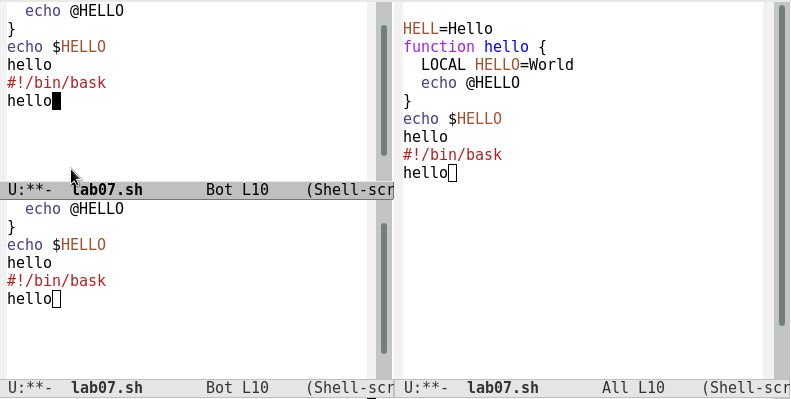 echo @HELLO
}
echo $HELLO
hello
#!/bin/bask
hello
U:**-  lab07.sh       Bot L10    (Shell-scr
  echo @HELLO
}
echo $HELLO
hello
#!/bin/bask
hello
U:**-  lab07.sh       Bot L10    (Shell-scr
HELL=Hello
function hello {
  LOCAL HELLO=World
  echo @HELLO
}
echo $HELLO
hello
#!/bin/bask
hello
U:**-  lab07.sh       All L10    (Shell-scr